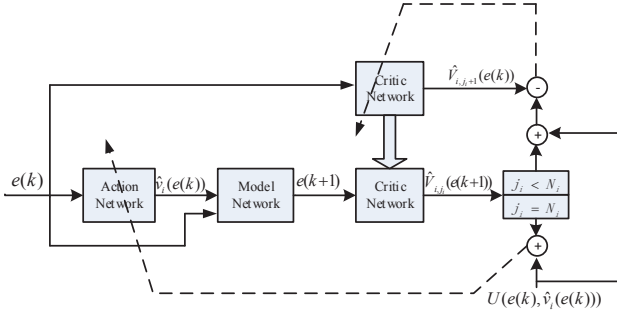 Critic
Network
V̂_{i,j_i+1}(e(k))
-
+
e(k)
Action
Network
v̂_i(e(k))
Model
Network
e(k+1)
Critic
Network
V̂_{i,j_i}(e(k+1))
j_i < N_i
j_i = N_i
+
U(e(k), v̂_i(e(k)))